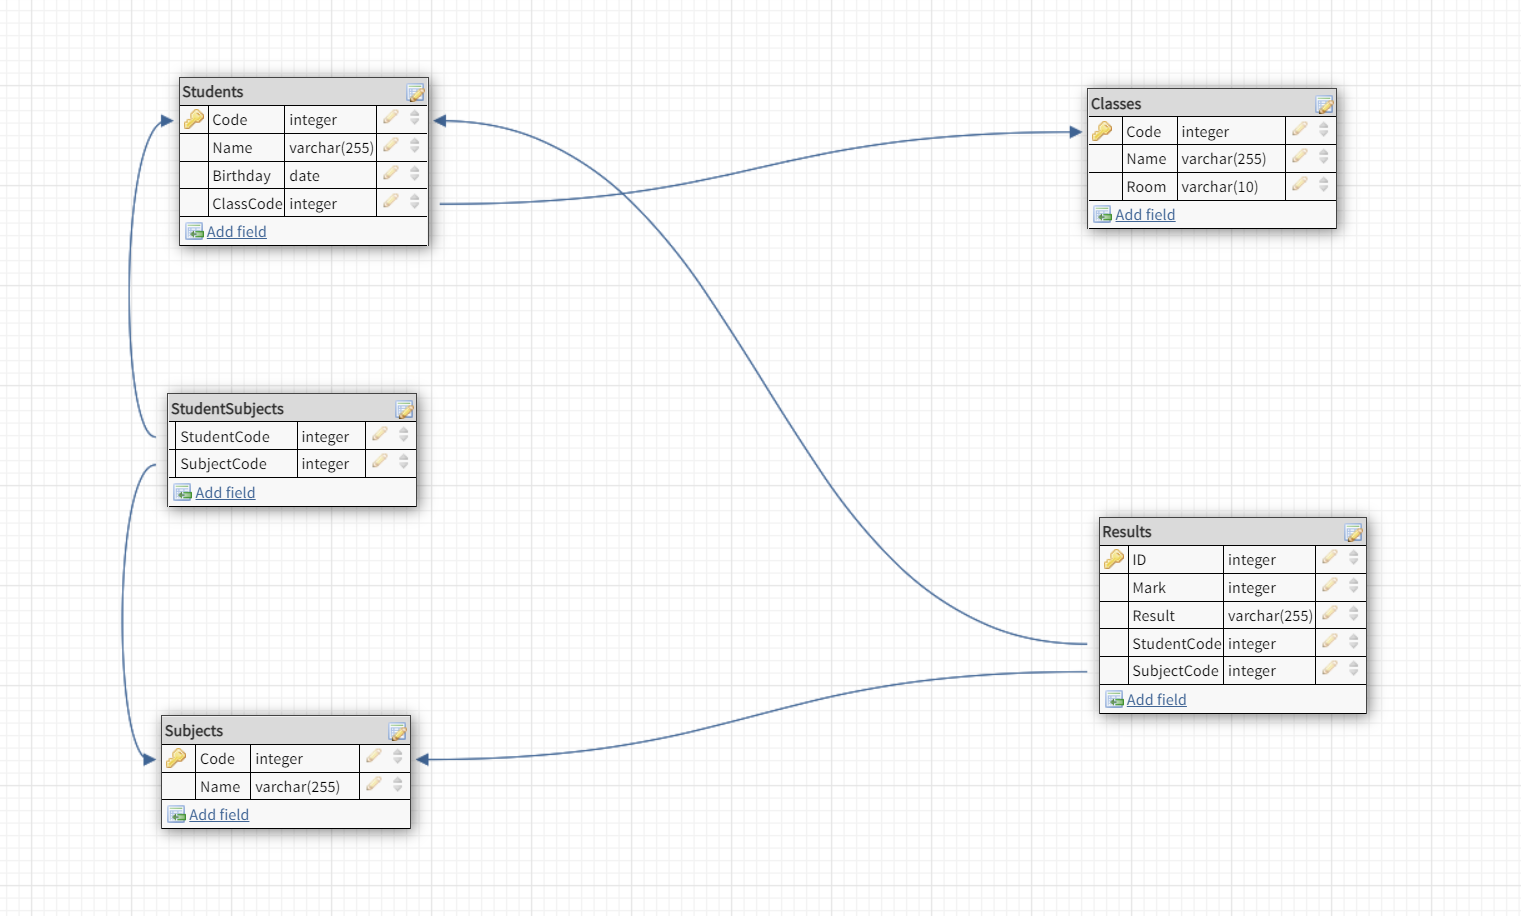 Students
Code integer
Name varchar(255)
Birthday date
ClassCode integer
Add field
Classes
Code integer
Name varchar(255)
Room varchar(10)
Add field
StudentSubjects
StudentCode integer
SubjectCode integer
Add field
Results
ID integer
Mark integer
Result varchar(255)
StudentCode integer
SubjectCode integer
Add field
Subjects
Code integer
Name varchar(255)
Add field